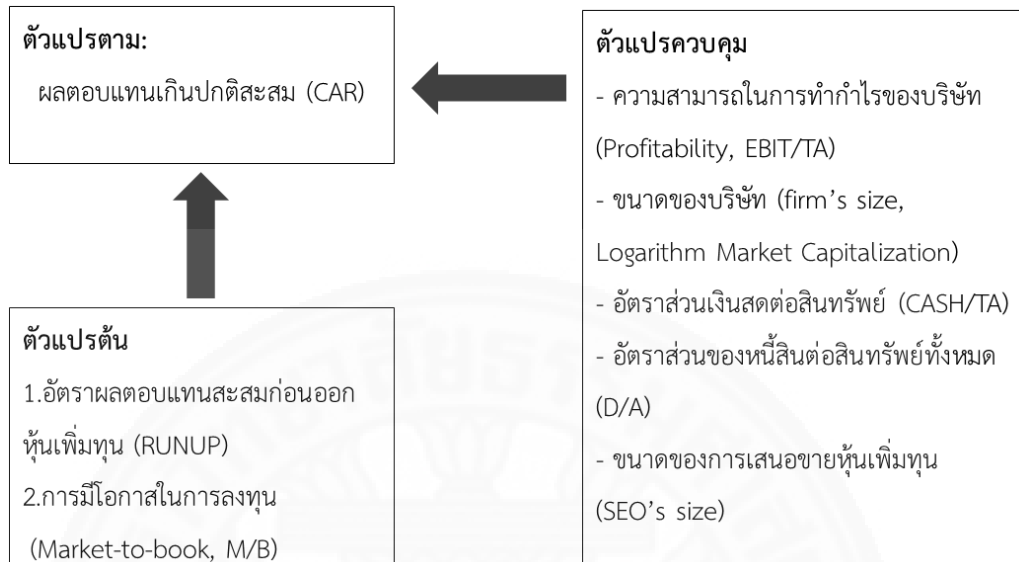 ตัวแปรตาม:
ผลตอบแทนเกินปกติสะสม (CAR)
ตัวแปรต้น
1.อัตราผลตอบแทนสะสมก่อนออก
หุ้นเพิ่มทุน (RUNUP)
2.การมีโอกาสในการลงทุน
(Market-to-book, M/B)
ตัวแปรควบคุม
- ความสามารถในการทำกำไรของบริษัท
(Profitability, EBIT/TA)
- ขนาดของบริษัท (firm's size,
Logarithm Market Capitalization)
- อัตราส่วนเงินสดต่อสินทรัพย์ (CASH/TA)
- อัตราส่วนของหนี้สินต่อสินทรัพย์ทั้งหมด
(D/A)
- ขนาดของการเสนอขายหุ้นเพิ่มทุน
(SEO's size)